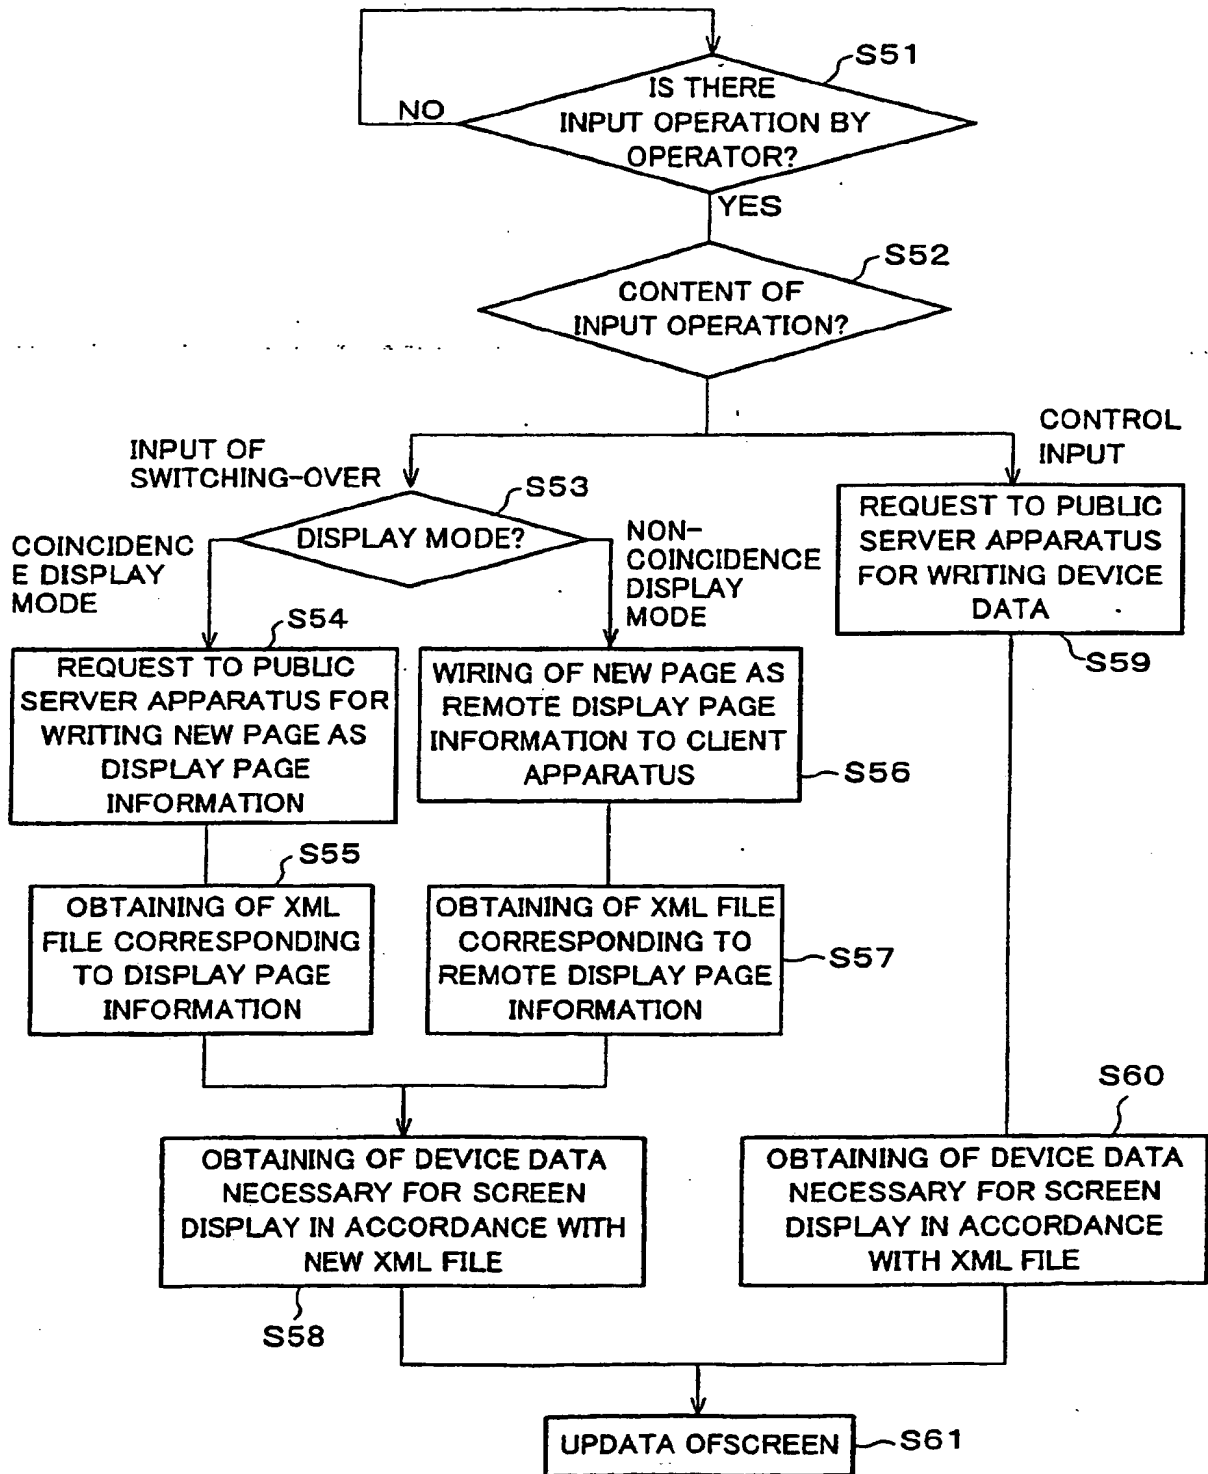 S51
IS THERE
INPUT OPERATION BY
OPERATOR?
NO
YES
S52
CONTENT OF
INPUT OPERATION?
INPUT OF
SWITCHING-OVER
CONTROL
INPUT
S53
DISPLAY MODE?
COINCIDENC
E DISPLAY
MODE
NON-
COINCIDENCE
DISPLAY
MODE
REQUEST TO PUBLIC
SERVER APPARATUS
FOR WRITING DEVICE
DATA
S59
S54
REQUEST TO PUBLIC
SERVER APPARATUS FOR
WRITING NEW PAGE AS
DISPLAY PAGE
INFORMATION
WIRING OF NEW PAGE AS
REMOTE DISPLAY PAGE
INFORMATION TO CLIENT
APPARATUS
S56
S55
OBTAINING OF XML
FILE CORRESPONDING
TO DISPLAY PAGE
INFORMATION
OBTAINING OF XML FILE
CORRESPONDING TO
REMOTE DISPLAY PAGE
INFORMATION
S57
S60
OBTAINING OF DEVICE DATA
NECESSARY FOR SCREEN
DISPLAY IN ACCORDANCE WITH
NEW XML FILE
S58
OBTAINING OF DEVICE DATA
NECESSARY FOR SCREEN
DISPLAY IN ACCORDANCE
WITH XML FILE
UPDATA OFSCREEN
S61